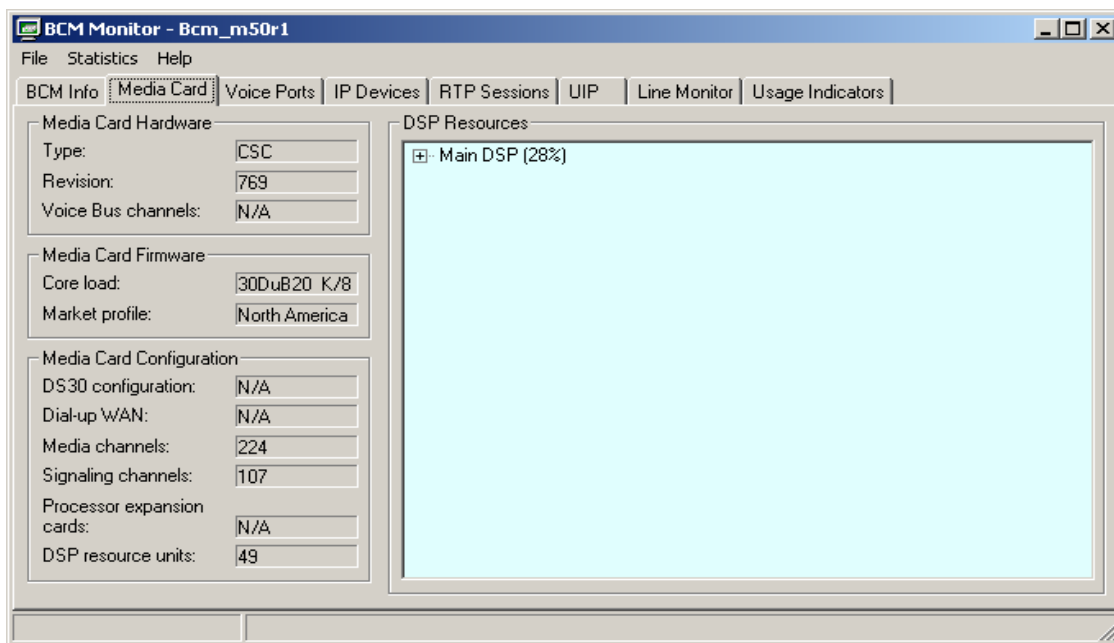 BCM Monitor - Bcm_m50r1
File Statistics Help
BCM Info Media Card Voice Ports IP Devices RTP Sessions UIP Line Monitor Usage Indicators
Media Card Hardware
Type: CSC
Revision: 769
Voice Bus channels: N/A
Media Card Firmware
Core load: 30DuB20 K/8
Market profile: North America
Media Card Configuration
DS30 configuration: N/A
Dial-up WAN: N/A
Media channels: 224
Signaling channels: 107
Processor expansion
cards: N/A
DSP resource units: 49
DSP Resources
Main DSP (28%)